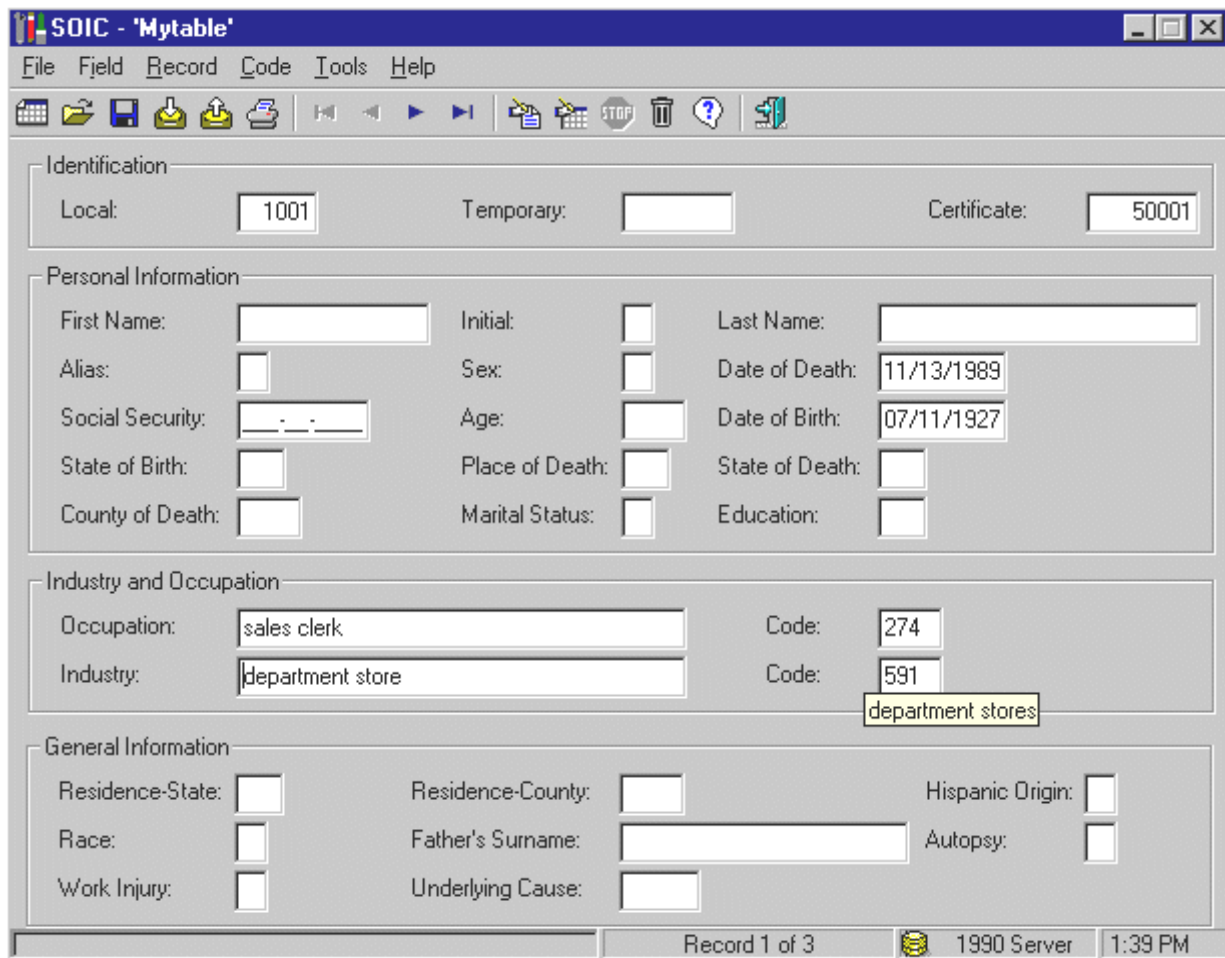 SOIC - 'Mytable'
File Field Record Code Tools Help
STOP ?
Identification
Local: 1001 Temporary: Certificate: 50001
Personal Information
First Name: Initial: Last Name:
Alias: Sex: Date of Death: 11/13/1989
Social Security: ___-__-____ Age: Date of Birth: 07/11/1927
State of Birth: Place of Death: State of Death:
County of Death: Marital Status: Education:
Industry and Occupation
Occupation: sales clerk Code: 274
Industry: department store Code: 591
department stores
General Information
Residence-State: Residence-County: Hispanic Origin:
Race: Father's Surname: Autopsy:
Work Injury: Underlying Cause:
Record 1 of 3 1990 Server 1:39 PM